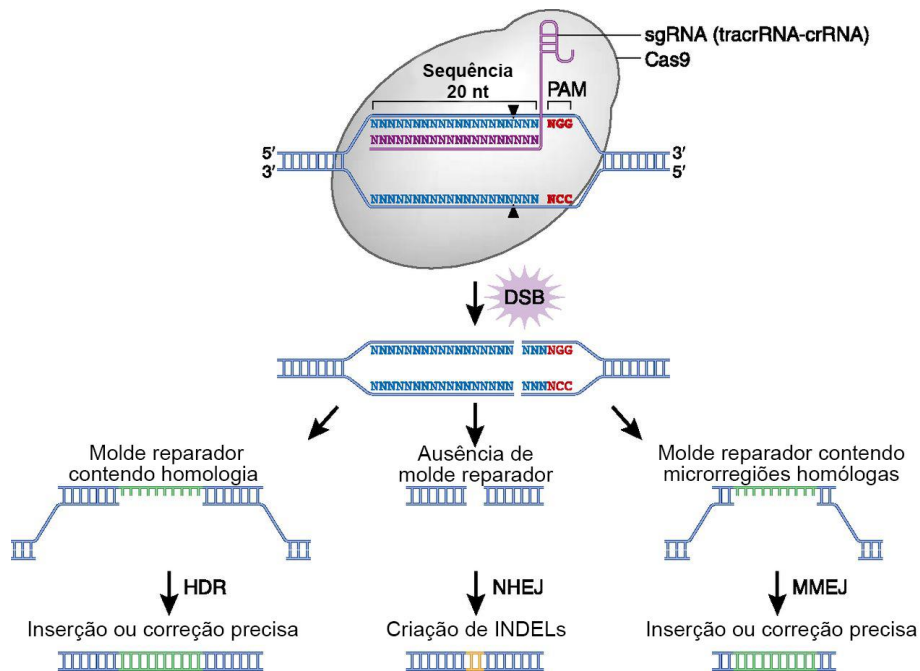 sgRNA (tracrRNA-crRNA)
Cas9
Sequência
20 nt
PAM
NNNNNNNNNNNNNNNNNNNN NGG
NNNNNNNNNNNNNNNNNNNN
5′
3′
3′
5′
NNNNNNNNNNNNNNNNNNNN NCC
DSB
NNNNNNNNNNNNNNNNN NNNNGG
NNNNNNNNNNNNNNNNN NNNNCC
Molde reparador
contendo homologia
Ausência de
molde reparador
Molde reparador contendo
microrregiões homólogas
HDR
NHEJ
MMEJ
Inserção ou correção precisa
Criação de INDELs
Inserção ou correção precisa